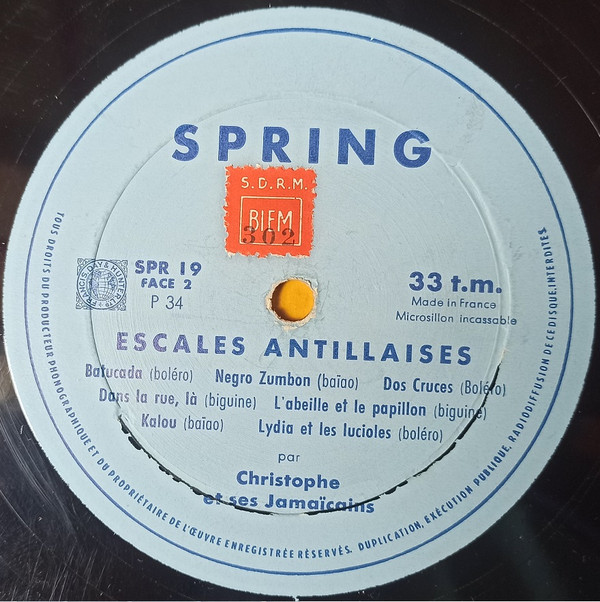 SPRING
S.D.R.M.
BIEM
302
FRANCIS, DAY & HUNTER
SPR 19
FACE 2
P 34
33 t.m.
Made in France
Microsillon incassable
ESCALES ANTILLAISES
Batucada (boléro) Negro Zumbon (baïao) Dos Cruces (Boléro)
Dans la rue, là (biguine) L'abeille et le papillon (biguine)
Kalou (baïao) Lydia et les lucioles (boléro)
par
Christophe
et ses Jamaïcains
TOUS DROITS DU PRODUCTEUR PHONOGRAPHIQUE ET DU PROPRIÉTAIRE DE L'ŒUVRE ENREGISTRÉE RÉSERVÉS. DUPLICATION, EXÉCUTION PUBLIQUE, RADIODIFFUSION DE CE DISQUE, INTERDITES